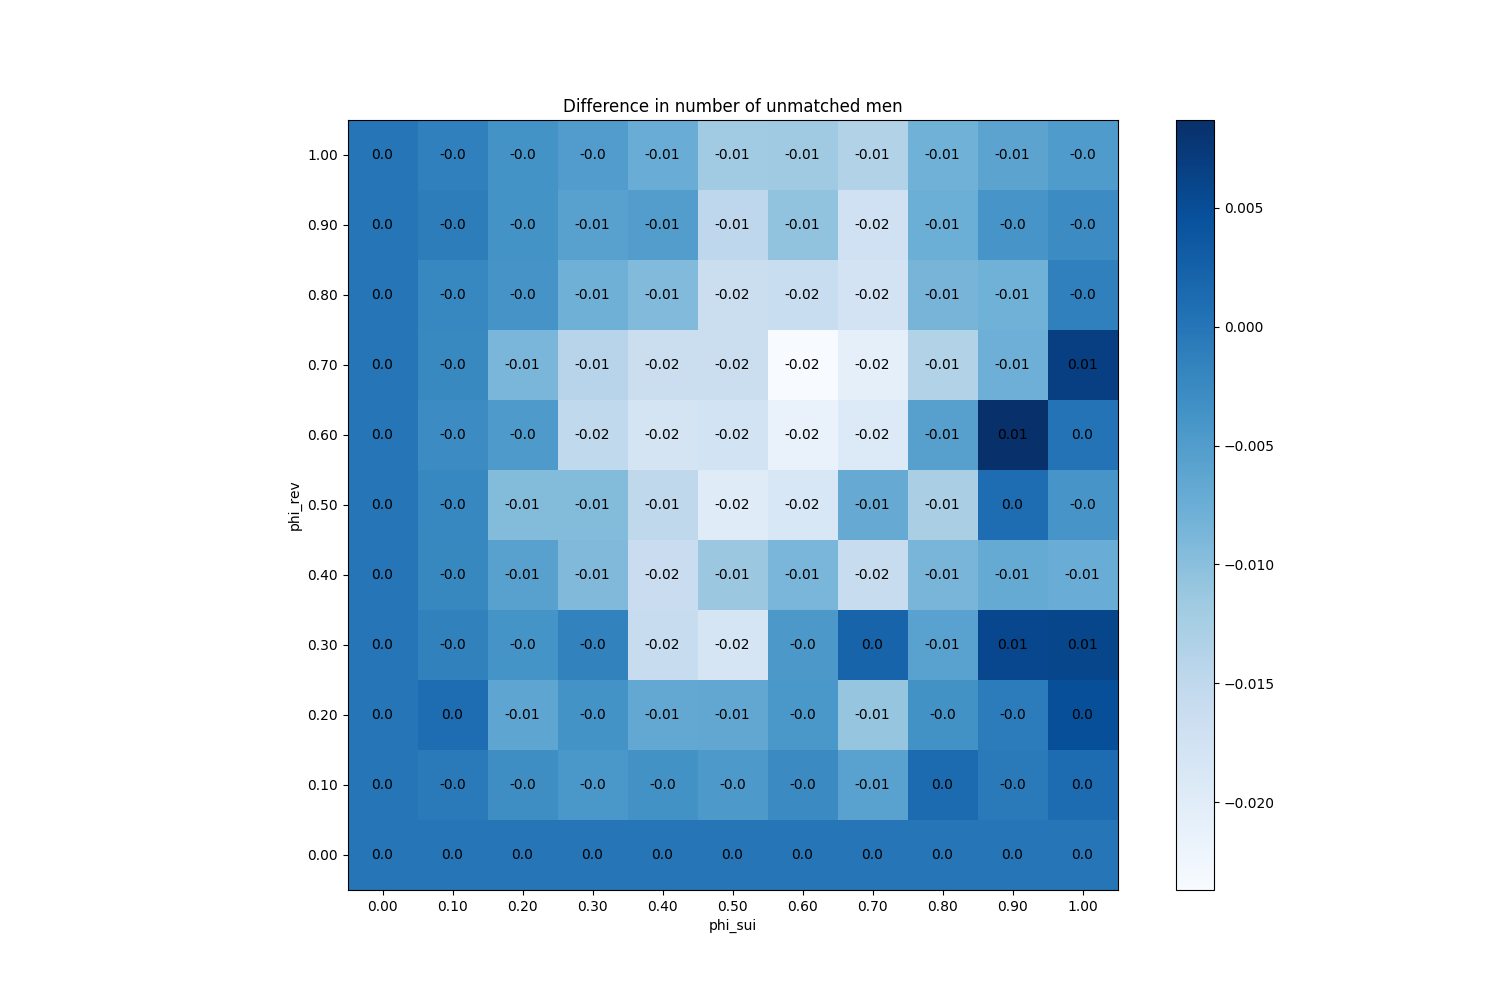 Difference in number of unmatched men
1.00 0.0 -0.0 -0.0 -0.0 -0.01 -0.01 -0.01 -0.01 -0.01 -0.01 -0.0
0.90 0.0 -0.0 -0.0 -0.01 -0.01 -0.01 -0.01 -0.02 -0.01 -0.0 -0.0
0.005
0.80 0.0 -0.0 -0.0 -0.01 -0.01 -0.02 -0.02 -0.02 -0.01 -0.01 -0.0
0.000
0.70 0.0 -0.0 -0.01 -0.01 -0.02 -0.02 -0.02 -0.02 -0.01 -0.01 0.01
0.60 0.0 -0.0 -0.0 -0.02 -0.02 -0.02 -0.02 -0.02 -0.01 0.01 0.0
−0.005
phi_rev
0.50 0.0 -0.0 -0.01 -0.01 -0.01 -0.02 -0.02 -0.01 -0.01 0.0 -0.0
−0.010
0.40 0.0 -0.0 -0.01 -0.01 -0.02 -0.01 -0.01 -0.02 -0.01 -0.01 -0.01
0.30 0.0 -0.0 -0.0 -0.0 -0.02 -0.02 -0.0 0.0 -0.01 0.01 0.01
−0.015
0.20 0.0 0.0 -0.01 -0.0 -0.01 -0.01 -0.0 -0.01 -0.0 -0.0 0.0
0.10 0.0 -0.0 -0.0 -0.0 -0.0 -0.0 -0.0 -0.01 0.0 -0.0 0.0
−0.020
0.00 0.0 0.0 0.0 0.0 0.0 0.0 0.0 0.0 0.0 0.0 0.0
0.00 0.10 0.20 0.30 0.40 0.50 0.60 0.70 0.80 0.90 1.00
phi_sui